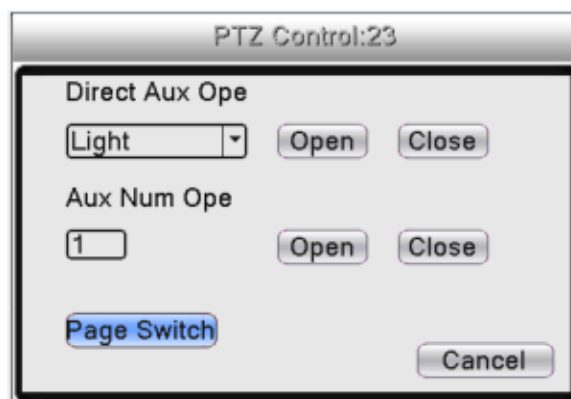 PTZ Control:23
Direct Aux Ope
Light Open Close
Aux Num Ope
1 Open Close
Page Switch
Cancel